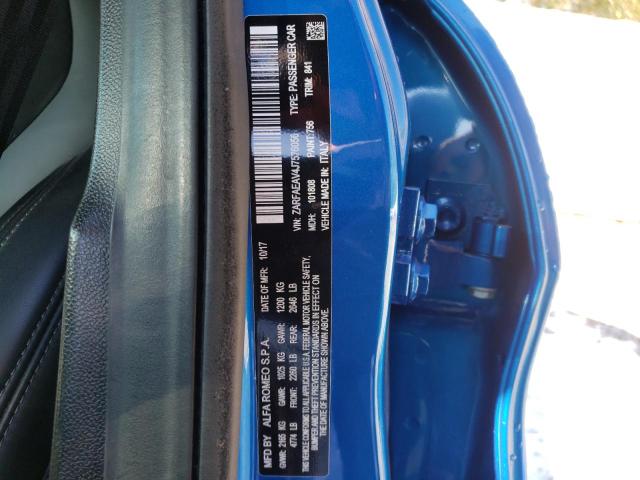 MFD BY: ALFA ROMEO S.P.A. DATE OF MFR: 10/17
GVWR: 2165 KG GAWR: 1025 KG GAWR: 1200 KG
4774 LB FRONT: 2260 LB REAR: 2646 LB
THIS VEHICLE CONFORMS TO ALL APPLICABLE U.S.A. FEDERAL MOTOR VEHICLE SAFETY,
BUMPER AND THEFT PREVENTION STANDARDS IN EFFECT ON
THE DATE OF MANUFACTURE SHOWN ABOVE.
VIN: ZARFAEAV4J7576056 TYPE: PASSENGER CAR
MDH: 101808 PAINT: 756 TRIM: 841
VEHICLE MADE IN: ITALY